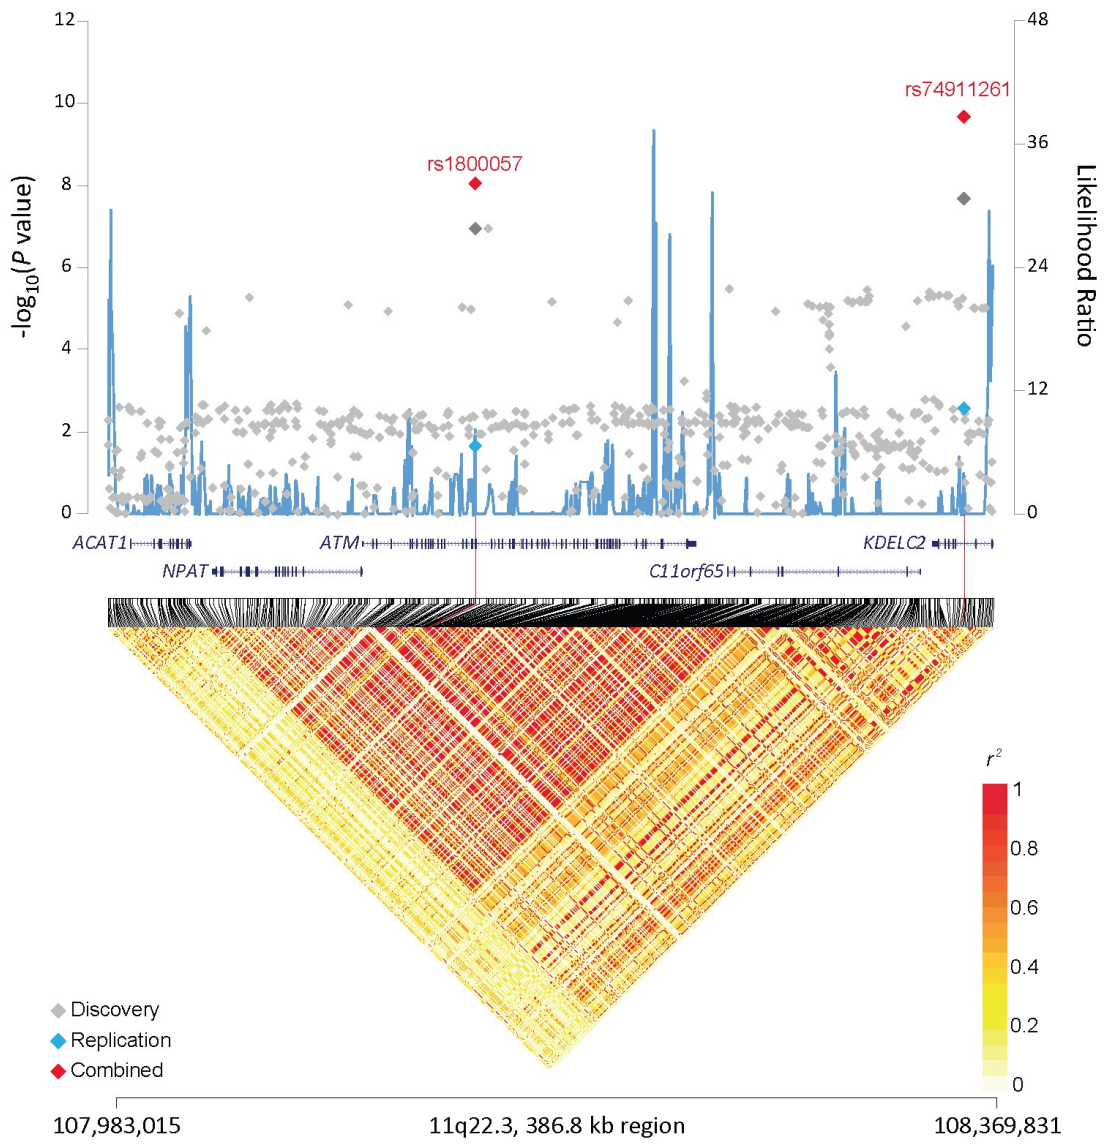 12
10
8
6
4
2
0
-log10(P value)
48
36
24
12
0
Likelihood Ratio
rs74911261
rs1800057
ACAT1
ATM
KDELC2
NPAT
C11orf65
r²
1
0.8
0.6
0.4
0.2
0
Discovery
Replication
Combined
107,983,015
11q22.3, 386.8 kb region
108,369,831